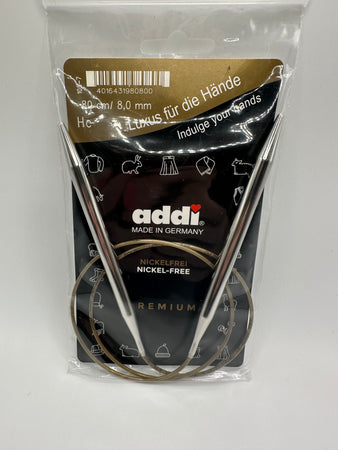 4016431980800
80 cm/ 8,0 mm
Luxus für die Hände
Indulge your hands
addi
MADE IN GERMANY
NICKELFREI
NICKEL-FREE
REMIUM